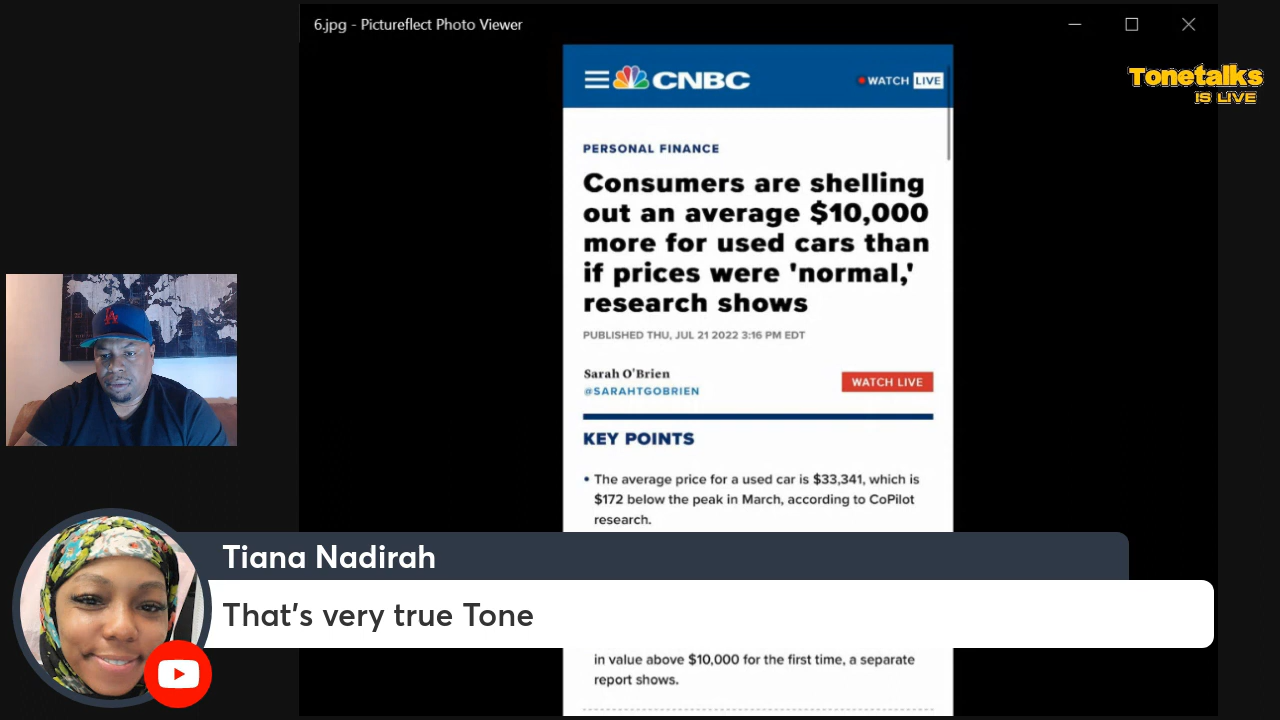 6.jpg - Pictureflect Photo Viewer
CNBC
WATCH LIVE
Tonetalks
IS LIVE
PERSONAL FINANCE
Consumers are shelling
out an average $10,000
more for used cars than
if prices were 'normal,'
research shows
PUBLISHED THU, JUL 21 2022 3:16 PM EDT
Sarah O'Brien
@SARAHTGOBRIEN
WATCH LIVE
KEY POINTS
• The average price for a used car is $33,341, which is
$172 below the peak in March, according to CoPilot
research.
Tiana Nadirah
That's very true Tone
in value above $10,000 for the first time, a separate
report shows.
LA